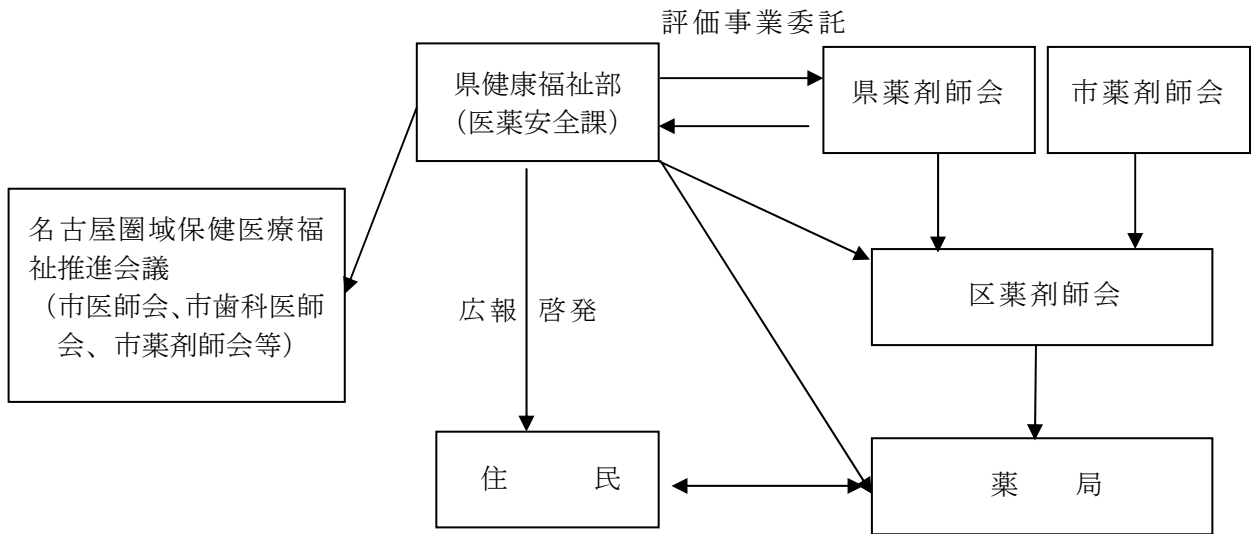 評価事業委託
県健康福祉部
（医薬安全課）
県薬剤師会
市薬剤師会
名古屋圏域保健医療福
祉推進会議
（市医師会、市歯科医師
会、市薬剤師会等）
広報 啓発
区薬剤師会
住 民
薬 局